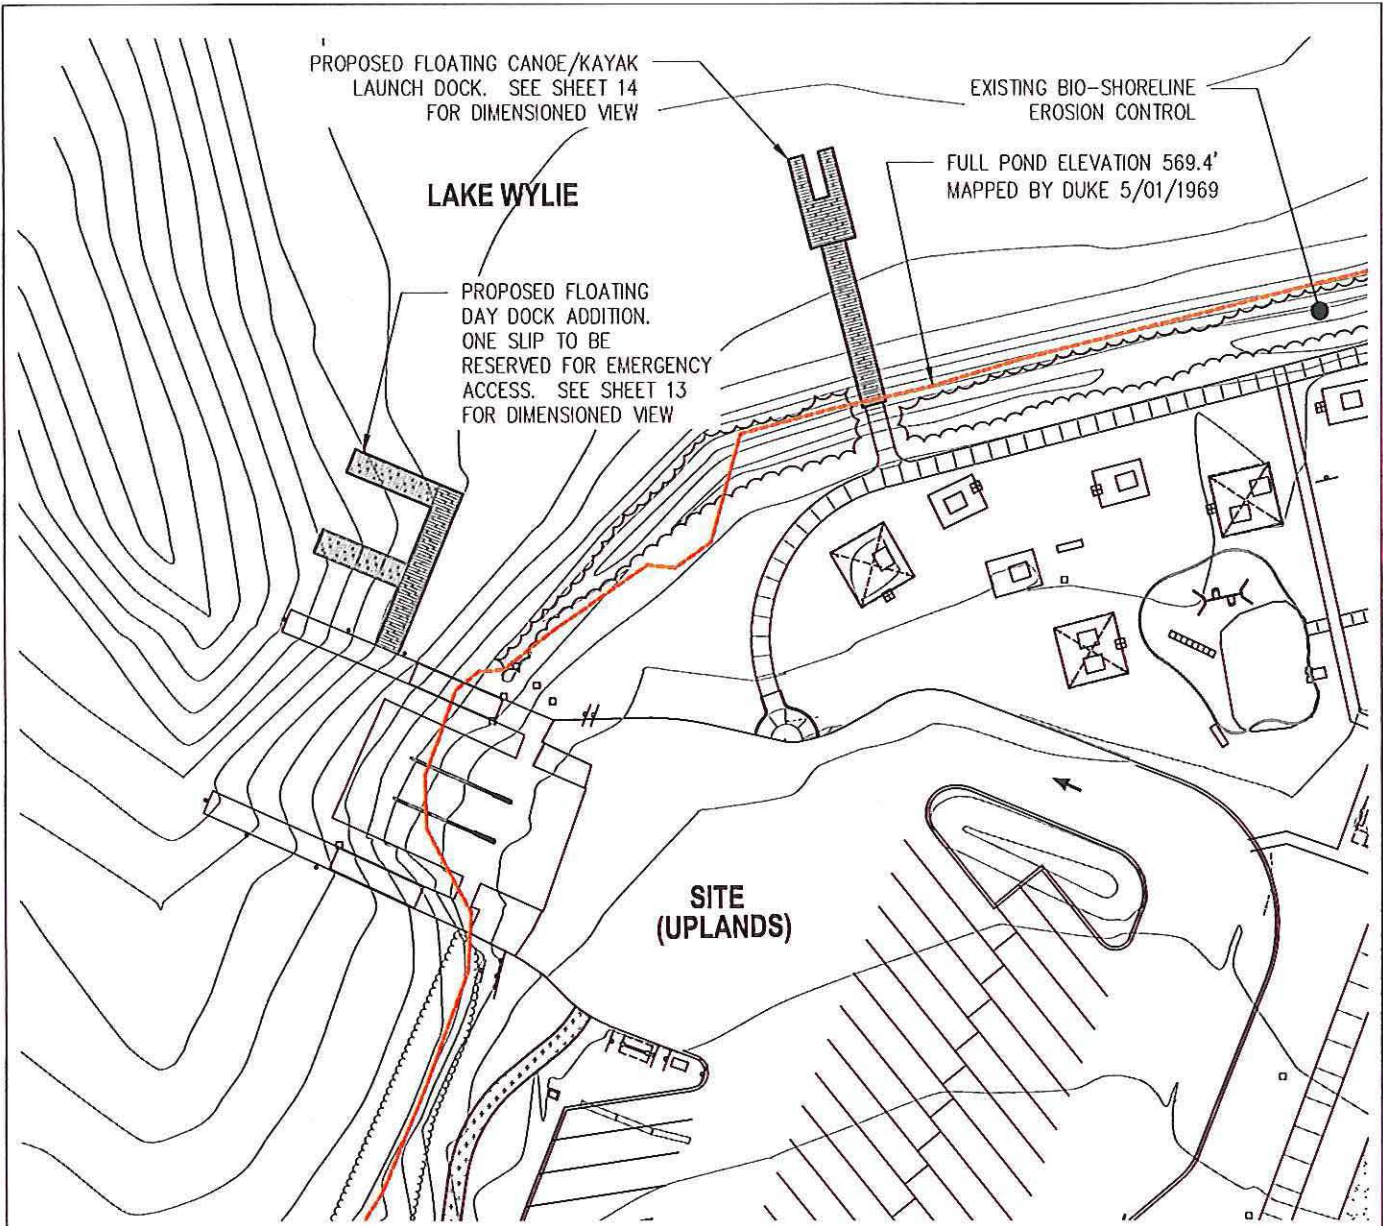 PROPOSED FLOATING CANOE/KAYAK
LAUNCH DOCK. SEE SHEET 14
FOR DIMENSIONED VIEW
EXISTING BIO-SHORELINE
EROSION CONTROL
FULL POND ELEVATION 569.4'
MAPPED BY DUKE 5/01/1969
LAKE WYLIE
PROPOSED FLOATING
DAY DOCK ADDITION.
ONE SLIP TO BE
RESERVED FOR EMERGENCY
ACCESS. SEE SHEET 13
FOR DIMENSIONED VIEW
SITE
(UPLANDS)